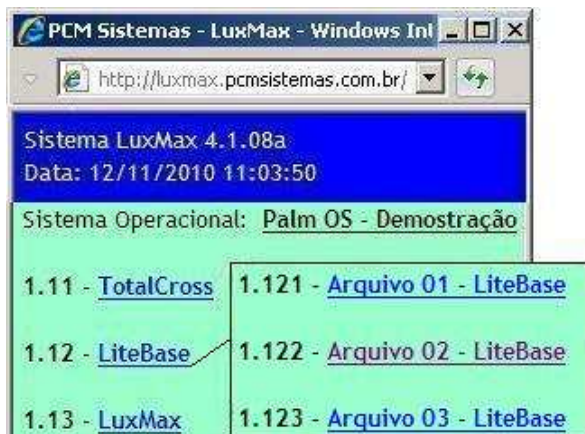 PCM Sistemas - LuxMax - Windows Int
http://luxmax.pcmsistemas.com.br/
Sistema LuxMax 4.1.08a
Data: 12/11/2010 11:03:50
Sistema Operacional: Palm OS - Demostração
1.11 - TotalCross
1.12 - LiteBase
1.13 - LuxMax
1.121 - Arquivo 01 - LiteBase
1.122 - Arquivo 02 - LiteBase
1.123 - Arquivo 03 - LiteBase